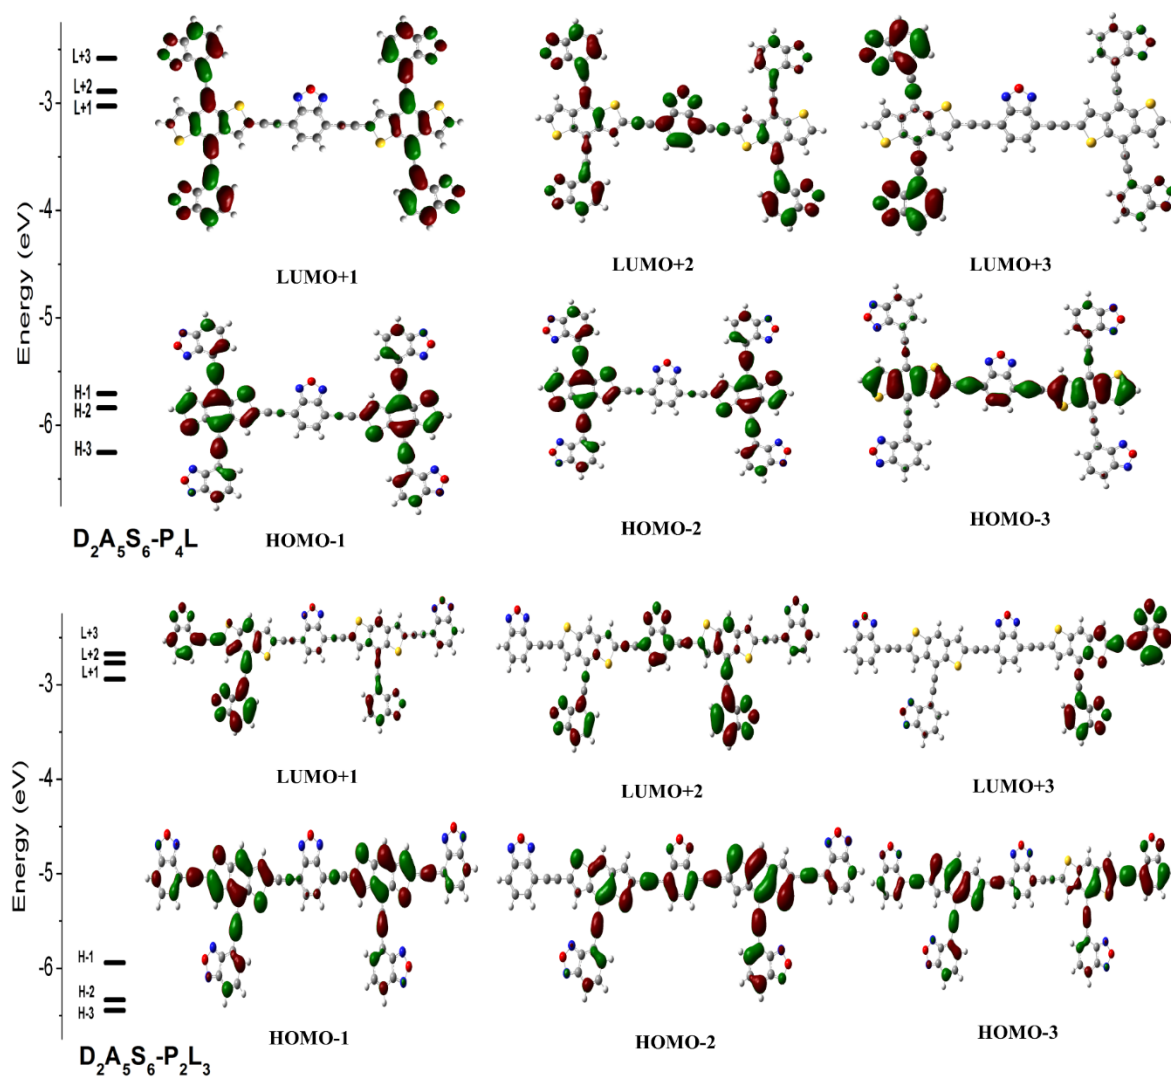 L+3
L+2
L+1
-3
-4
-5
-6
Energy (eV)
H-1
H-2
H-3
LUMO+1
LUMO+2
LUMO+3
HOMO-1
HOMO-2
HOMO-3
D₂A₅S₆-P₄L
L+3
L+2
L+1
-3
-4
-5
-6
Energy (eV)
H-1
H-2
H-3
LUMO+1
LUMO+2
LUMO+3
HOMO-1
HOMO-2
HOMO-3
D₂A₅S₆-P₂L₃